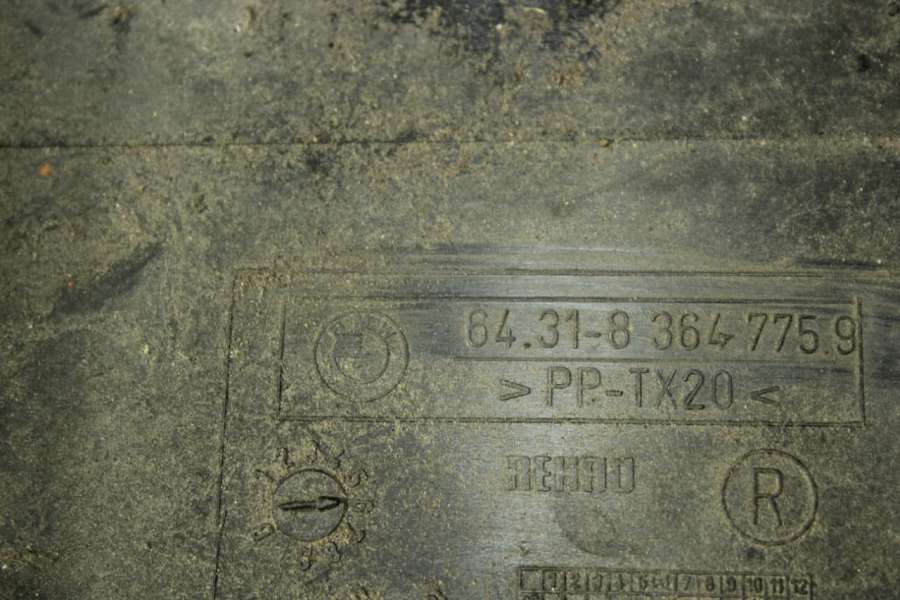 64.31-8 364 775.9
>PP-TX20<
REHAU
R
1 2 3 4 5 6 7 8 9 10 11 12